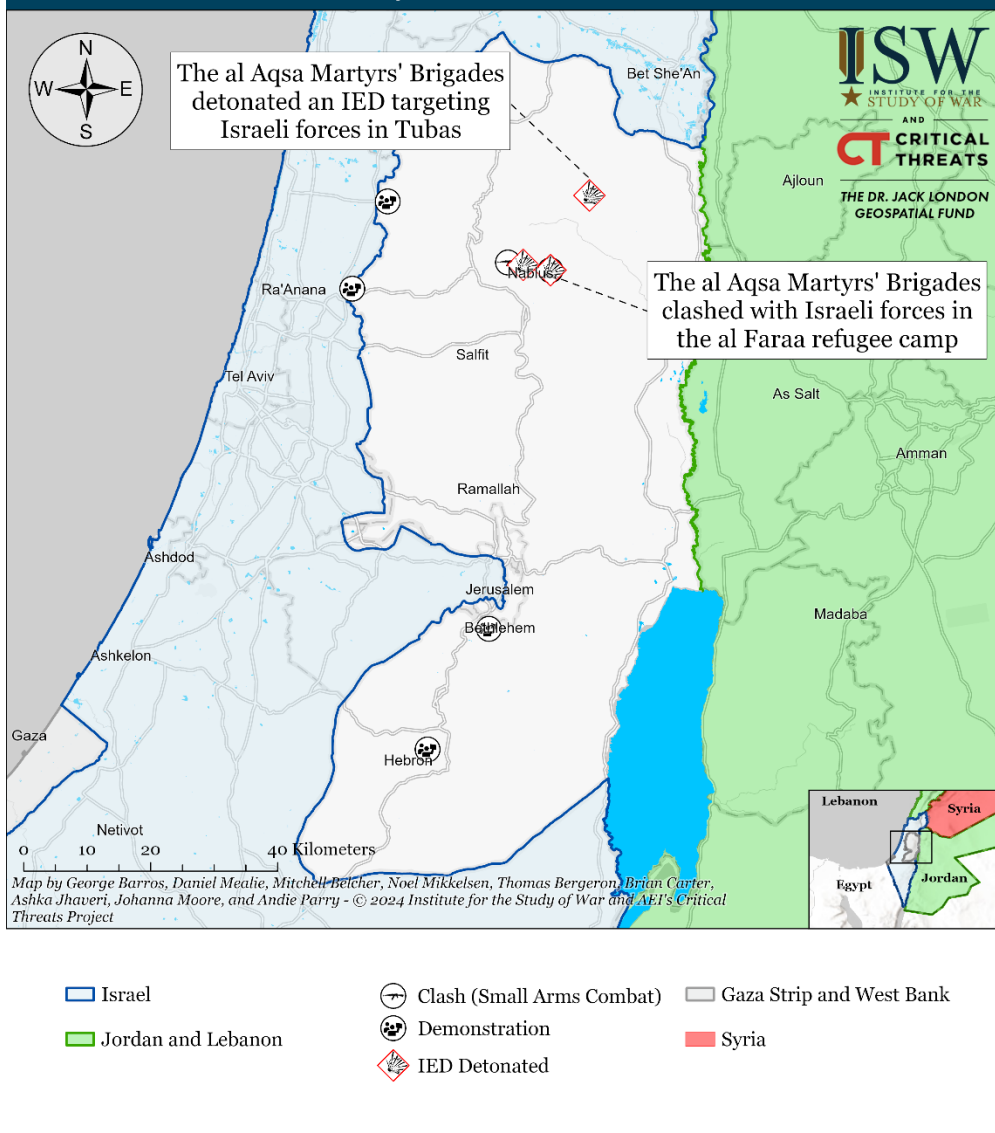 N
W
E
S
The al Aqsa Martyrs' Brigades
detonated an IED targeting
Israeli forces in Tubas
Bet She'An
ISW
INSTITUTE FOR THE
STUDY OF WAR
AND
CT CRITICAL
THREATS
THE DR. JACK LONDON
GEOSPATIAL FUND
Ajloun
Nablus
The al Aqsa Martyrs' Brigades
clashed with Israeli forces in
the al Faraa refugee camp
Ra'Anana
Salfit
Tel Aviv
As Salt
Amman
Ramallah
Ashdod
Jerusalem
Madaba
Bethlehem
Ashkelon
Gaza
Hebron
Netivot
0 10 20 40 Kilometers
Map by George Barros, Daniel Mealie, Mitchell Belcher, Noel Mikkelsen, Thomas Bergeron, Brian Carter,
Ashka Jhaveri, Johanna Moore, and Andie Parry - © 2024 Institute for the Study of War and AEI's Critical
Threats Project
Lebanon
Syria
Egypt
Jordan
Israel
Clash (Small Arms Combat)
Gaza Strip and West Bank
Demonstration
Jordan and Lebanon
Syria
IED Detonated